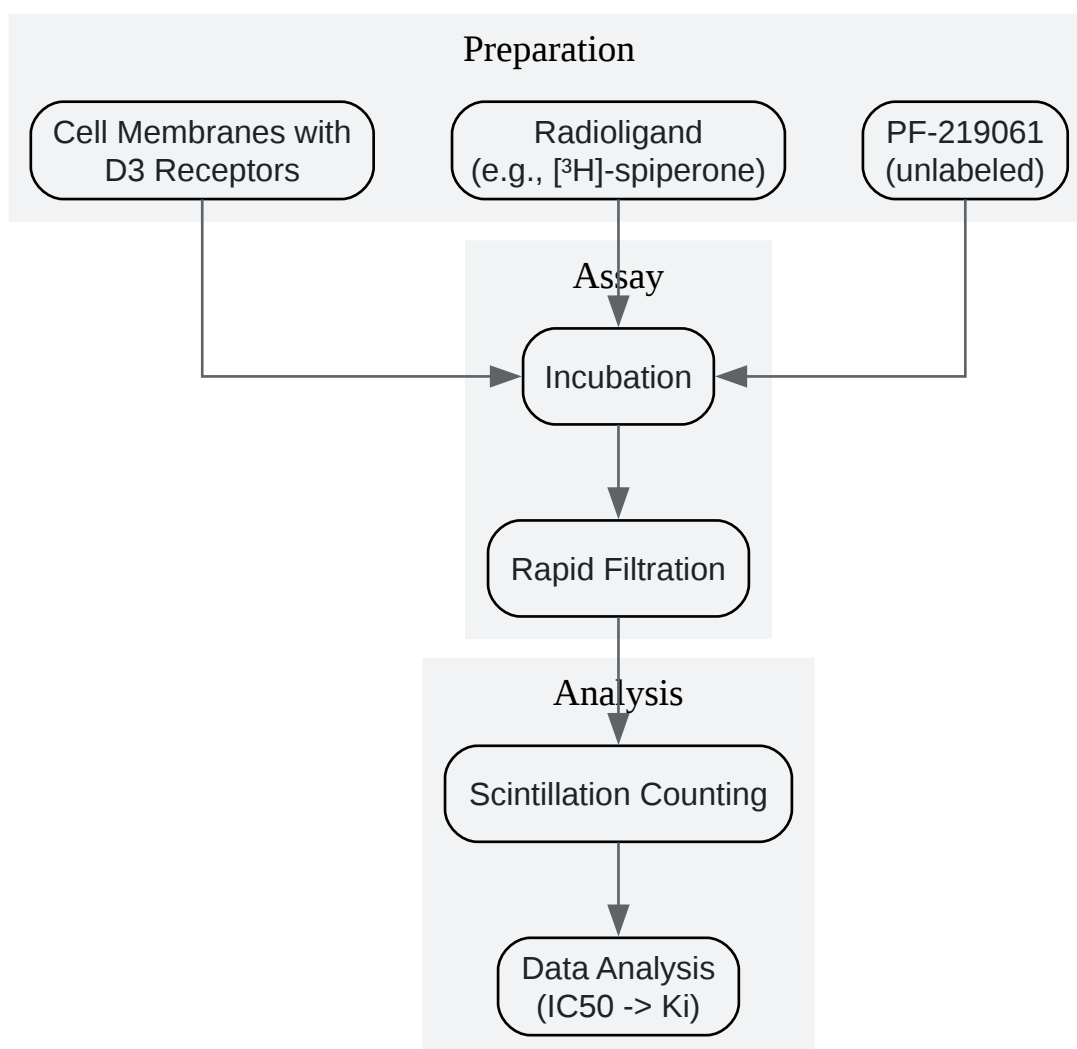 Preparation
Cell Membranes with
D3 Receptors
Radioligand
(e.g., [³H]-spiperone)
PF-219061
(unlabeled)
Assay
Incubation
Rapid Filtration
Analysis
Scintillation Counting
Data Analysis
(IC50 -> Ki)